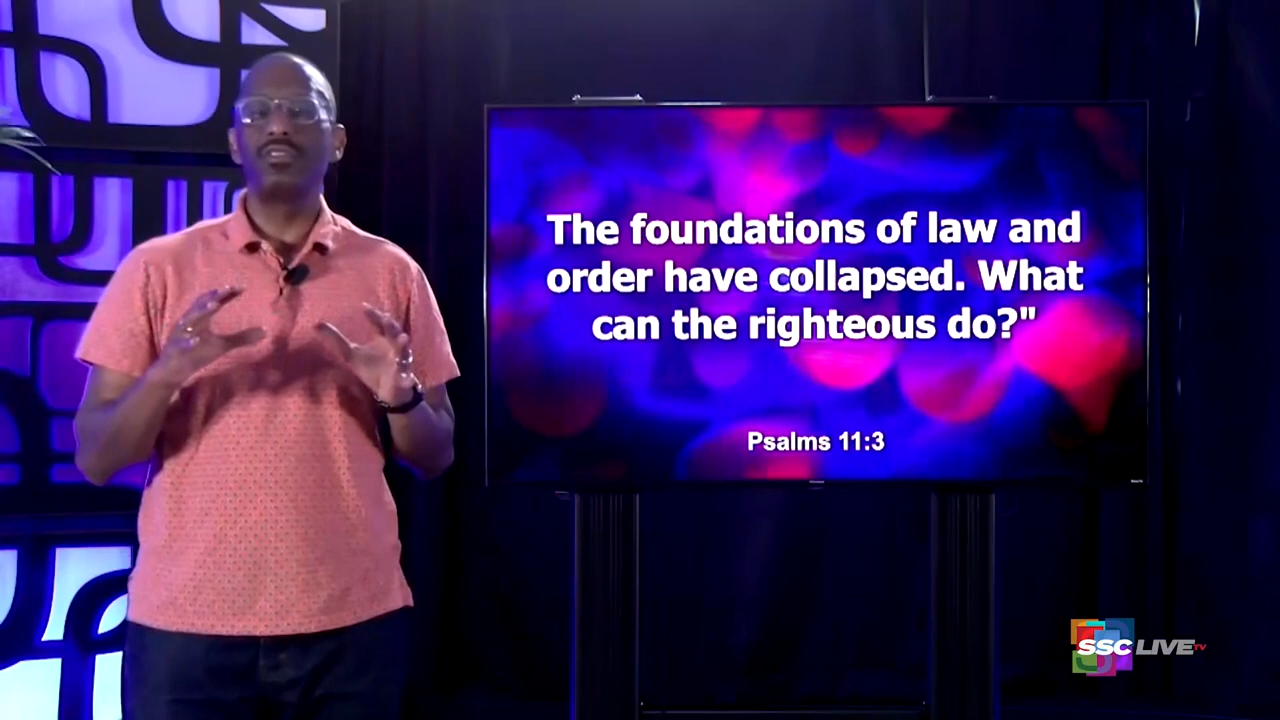 The foundations of law and
order have collapsed. What
can the righteous do?"
Psalms 11:3
SSC LIVE TV